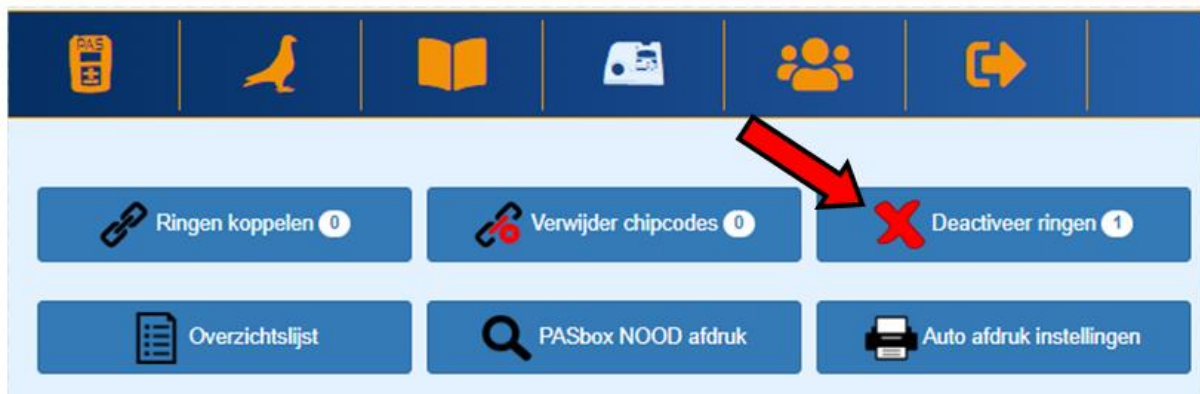 PAS
Ringen koppelen 0
Verwijder chipcodes 0
Deactiveer ringen 1
Overzichtslijst
PASbox NOOD afdruk
Auto afdruk instellingen